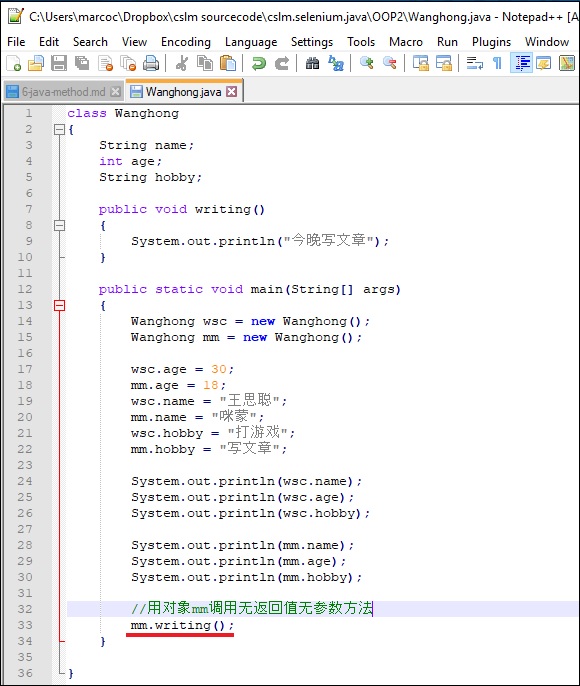 C:\Users\marcoc\Dropbox\cslm sourcecode\cslm.selenium.java\OOP2\Wanghong.java - Notepad++ [A
File Edit Search View Encoding Language Settings Tools Macro Run Plugins Window
6-java-method.md Wanghong.java
1 class Wanghong
2 {
3 String name;
4 int age;
5 String hobby;
6
7 public void writing()
8 {
9 System.out.println("今晚写文章");
10 }
11
12 public static void main(String[] args)
13 {
14 Wanghong wsc = new Wanghong();
15 Wanghong mm = new Wanghong();
16
17 wsc.age = 30;
18 mm.age = 18;
19 wsc.name = "王思聪";
20 mm.name = "咪蒙";
21 wsc.hobby = "打游戏";
22 mm.hobby = "写文章";
23
24 System.out.println(wsc.name);
25 System.out.println(wsc.age);
26 System.out.println(wsc.hobby);
27
28 System.out.println(mm.name);
29 System.out.println(mm.age);
30 System.out.println(mm.hobby);
31
32 //用对象mm调用无返回值无参数方法
33 mm.writing();
34 }
35
36 }